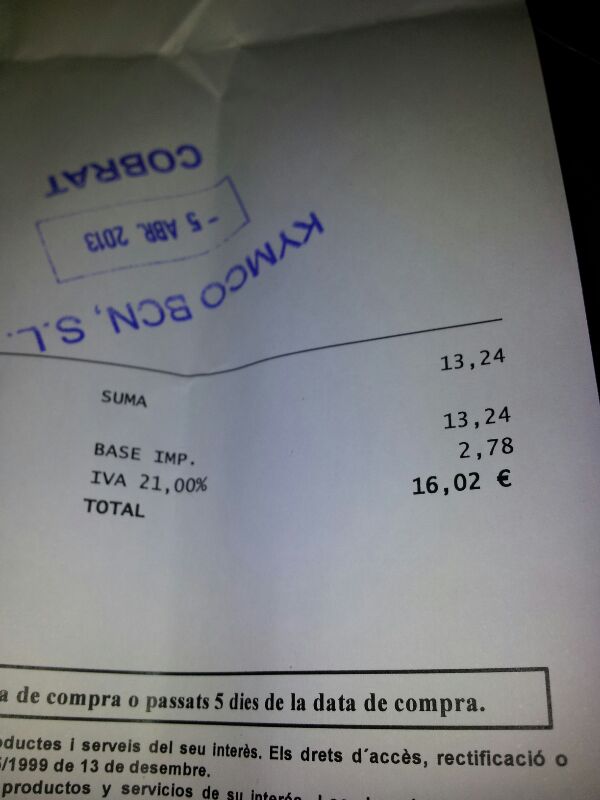 COBRAT
- 5 ABR. 2013
KYMCO BCN, S.L.
SUMA 13,24
BASE IMP. 13,24
IVA 21,00% 2,78
TOTAL 16,02 €
a de compra o passats 5 dies de la data de compra.
oductes i serveis del seu interès. Els drets d´accès, rectificació o
5/1999 de 13 de desembre.
productos y servicios de su interés.